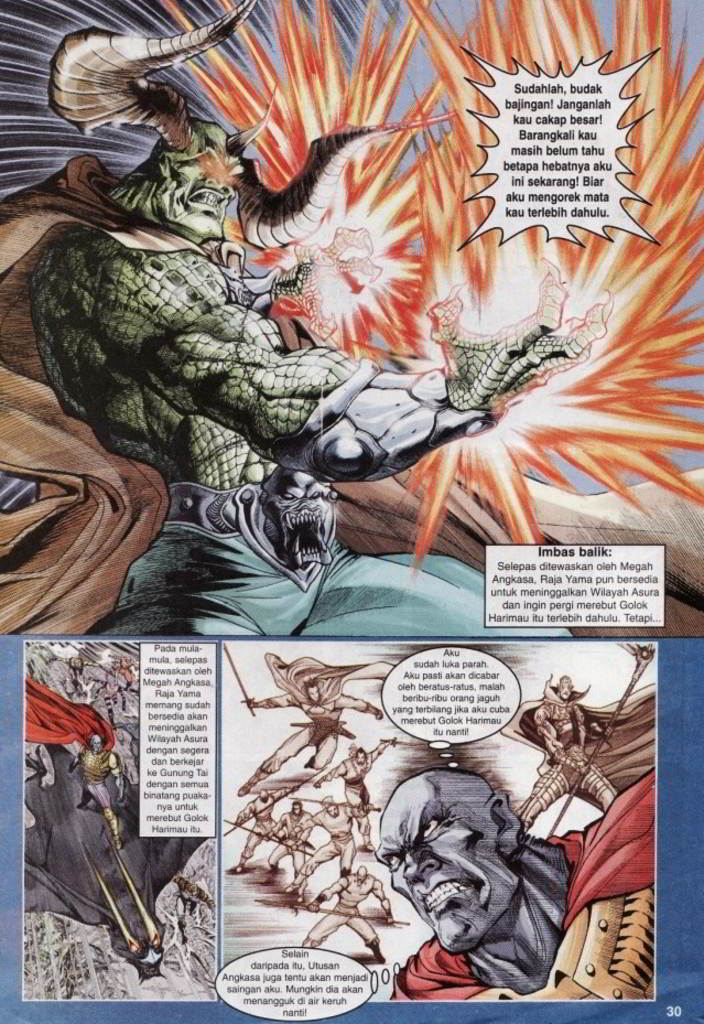 Sudahlah, budak
bajingan! Janganlah
kau cakap besar!
Barangkali kau
masih belum tahu
betapa hebatnya aku
ini sekarang! Biar
aku mengorek mata
kau terlebih dahulu.
Imbas balik:
Selepas ditewaskan oleh Megah
Angkasa, Raja Yama pun bersedia
untuk meninggalkan Wilayah Asura
dan ingin pergi merebut Golok
Harimau itu terlebih dahulu. Tetapi...
Pada mula-
mula, selepas
ditewaskan oleh
Megah Angkasa,
Raja Yama
memang sudah
bersedia akan
meninggalkan
Wilayah Asura
dengan segera
dan berkejar
ke Gunung Tai
dengan semua
binatang puaka-
nya untuk
merebut Golok
Harimau itu.
Aku
sudah luka parah.
Aku pasti akan dicabar
oleh beratus-ratus, malah
beribu-ribu orang jaguh
yang terbilang jika aku cuba
merebut Golok Harimau
itu nanti!
Selain
daripada itu, Utusan
Angkasa juga tentu akan menjadi
saingan aku. Mungkin dia akan
menangguk di air keruh
nanti!
30